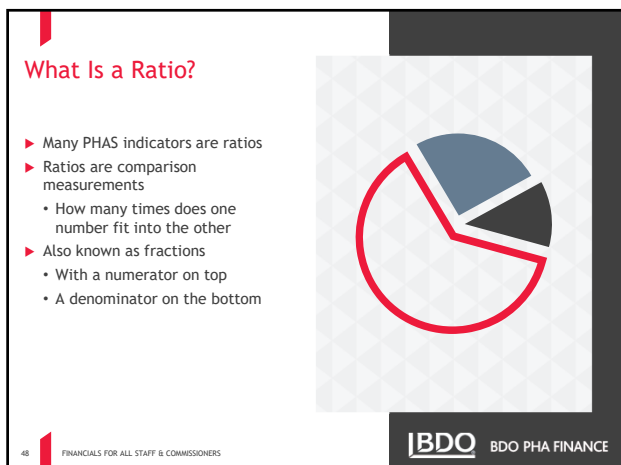 What Is a Ratio?
▶ Many PHAS indicators are ratios
▶ Ratios are comparison
measurements
• How many times does one
number fit into the other
▶ Also known as fractions
• With a numerator on top
• A denominator on the bottom
48 FINANCIALS FOR ALL STAFF & COMMISSIONERS
BDO BDO PHA FINANCE